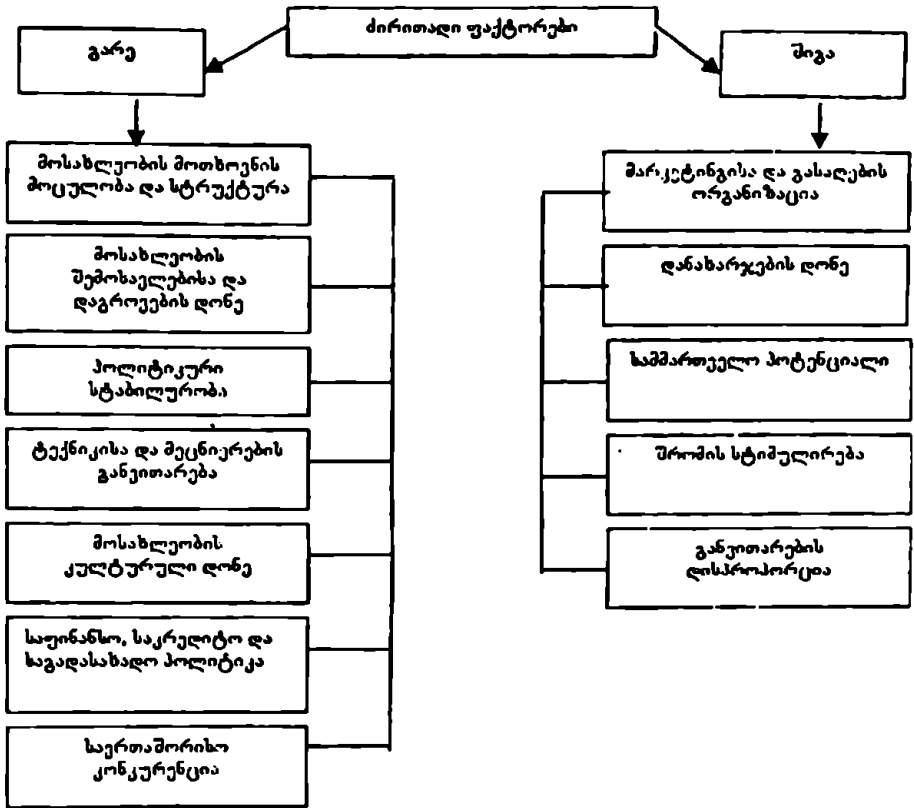 ძირითადი ფაქტორები
გარე
შიგა
მოსახლეობის მოთხოვნის
მოცულობა და სტრუქტურა
მოსახლეობის
შემოსავლებისა და
დაგროვების დონე
პოლიტიკური
სტაბილურობა
ტექნიკისა და მეცნიერების
განვითარება
მოსახლეობის
კულტურული დონე
საფინანსო, საკრედიტო და
საგადასახადო პოლიტიკა
საერთაშორისო
კონკურენცია
მარკეტინგისა და გასაღების
ორგანიზაცია
დანახარჯების დონე
სამმართველო პოტენციალი
შრომის სტიმულირება
განვითარების
დისპროპორცია